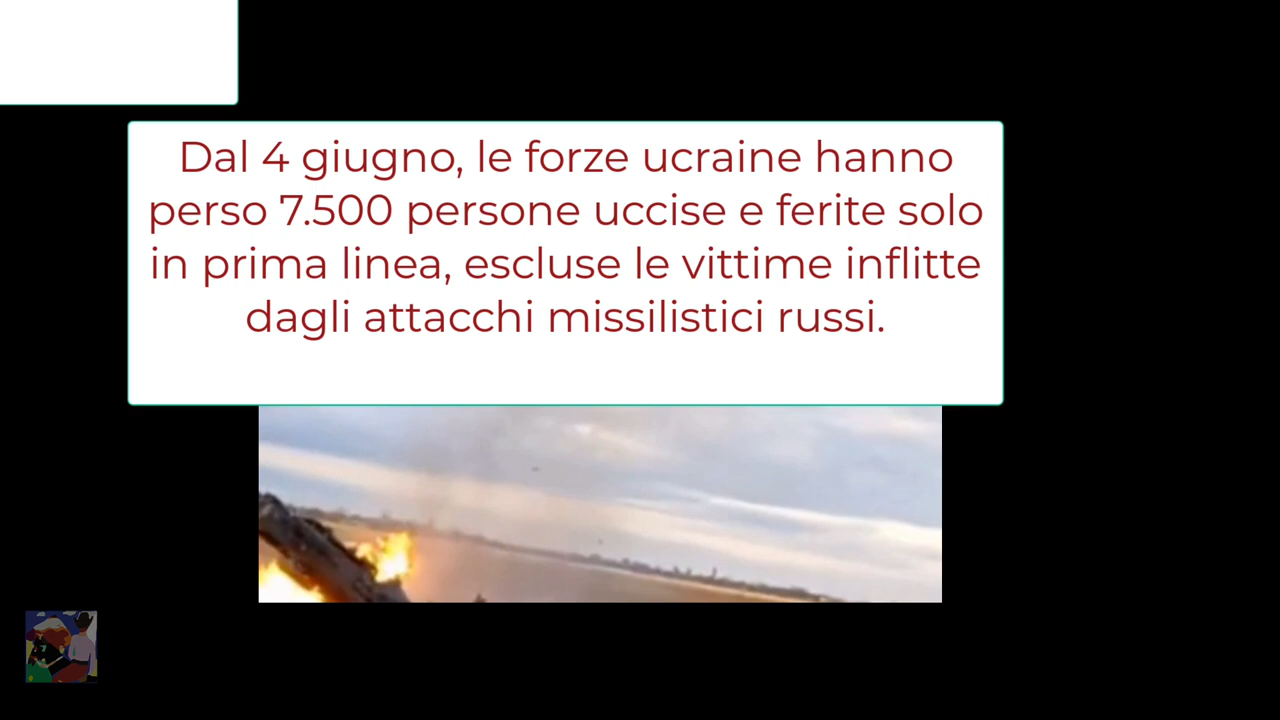 Dal 4 giugno, le forze ucraine hanno
perso 7.500 persone uccise e ferite solo
in prima linea, escluse le vittime inflitte
dagli attacchi missilistici russi.